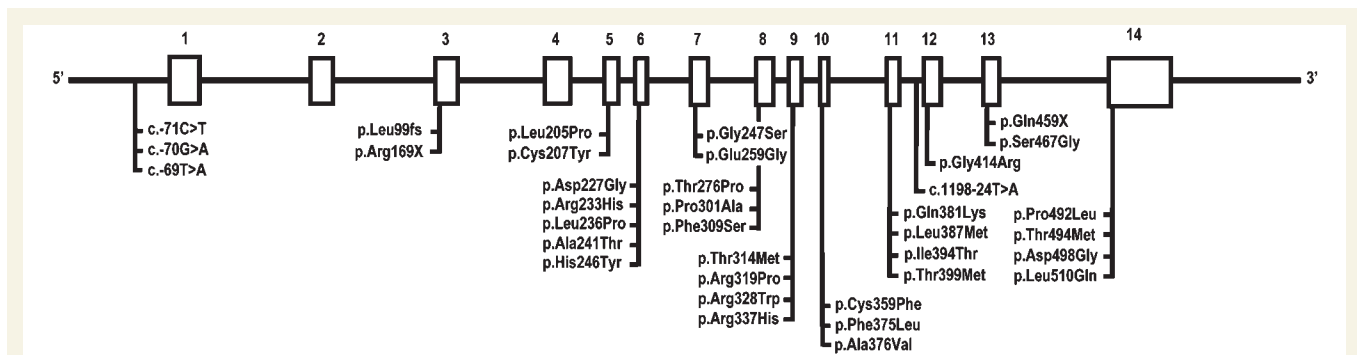 1 2 3 4 5 6 7 8 9 10 11 12 13 14
5’ 3’
c.-71C>T
c.-70G>A
c.-69T>A
p.Leu99fs
p.Arg169X
p.Leu205Pro
p.Cys207Tyr
p.Asp227Gly
p.Arg233His
p.Leu236Pro
p.Ala241Thr
p.His246Tyr
p.Gly247Ser
p.Glu259Gly
p.Thr276Pro
p.Pro301Ala
p.Phe309Ser
p.Thr314Met
p.Arg319Pro
p.Arg328Trp
p.Arg337His
p.Cys359Phe
p.Phe375Leu
p.Ala376Val
p.Gln381Lys
p.Leu387Met
p.Ile394Thr
p.Thr399Met
c.1198-24T>A
p.Gly414Arg
p.Gln459X
p.Ser467Gly
p.Pro492Leu
p.Thr494Met
p.Asp498Gly
p.Leu510Gln